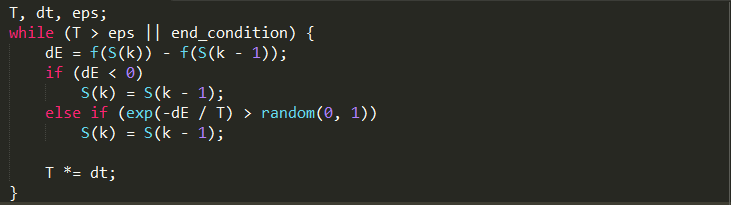 T, dt, eps;
while (T > eps || end_condition) {
    dE = f(S(k)) - f(S(k - 1));
    if (dE < 0)
        S(k) = S(k - 1);
    else if (exp(-dE / T) > random(0, 1))
        S(k) = S(k - 1);
    T *= dt;
}